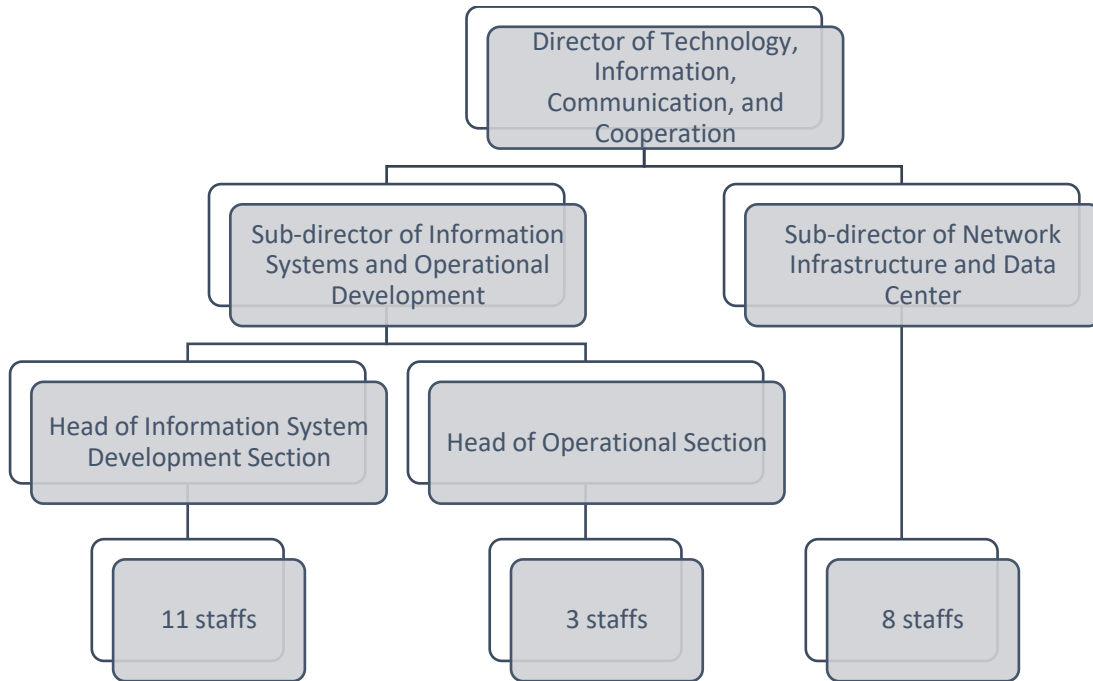 Director of Technology,
Information,
Communication, and
Cooperation
Sub-director of Information
Systems and Operational
Development
Sub-director of Network
Infrastructure and Data
Center
Head of Information System
Development Section
Head of Operational Section
11 staffs
3 staffs
8 staffs